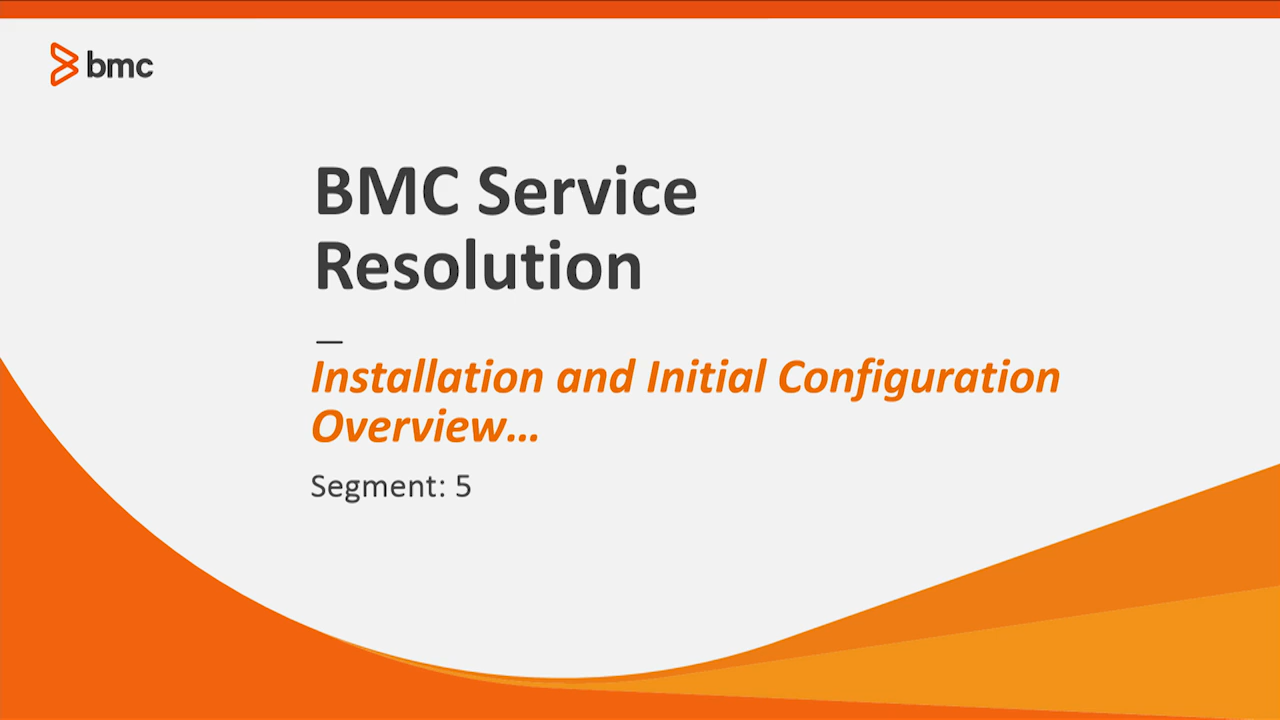 bmc
BMC Service
Resolution
Installation and Initial Configuration
Overview…
Segment: 5